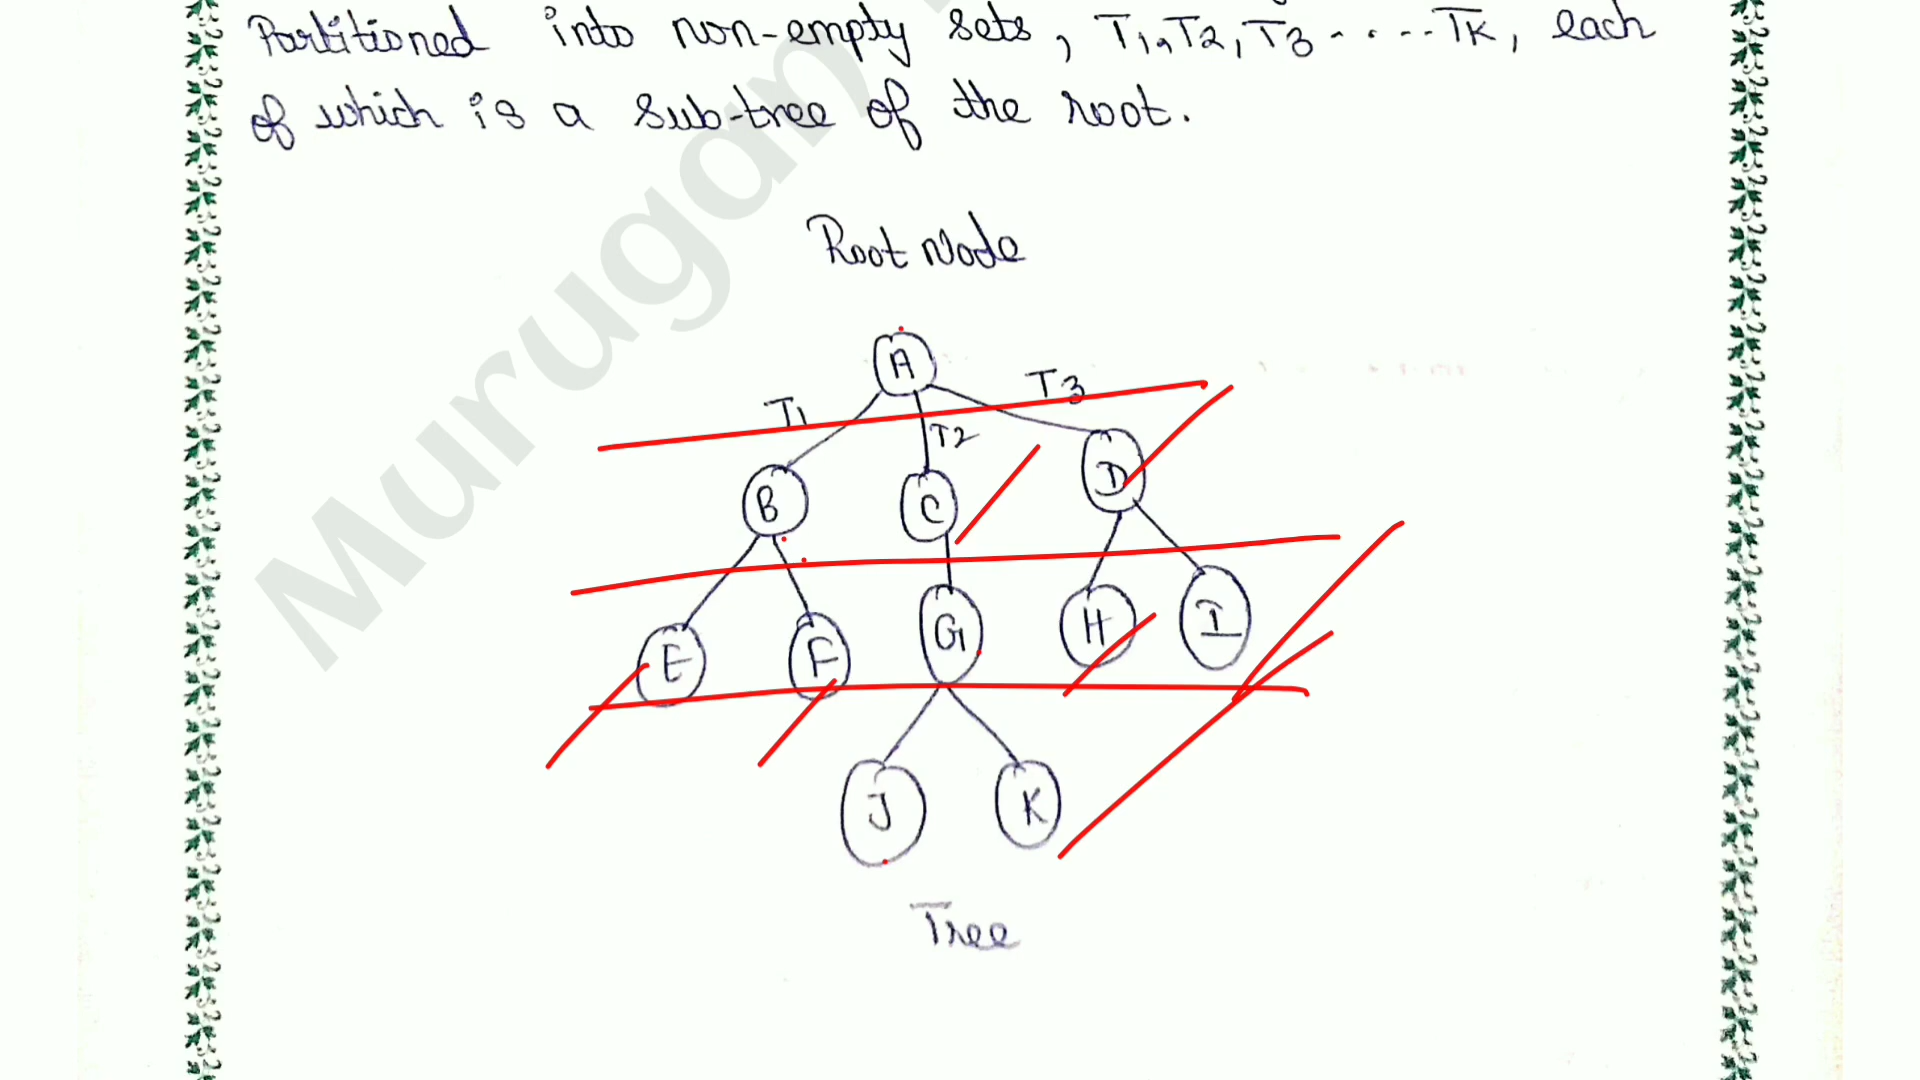 Partitioned into non-empty sets, T1, T2, T3 ..... TK, each
of which is a sub-tree of the root.
Root Node
A
T1 T2 T3
B C D
E F G H I
J K
Tree
Murugan